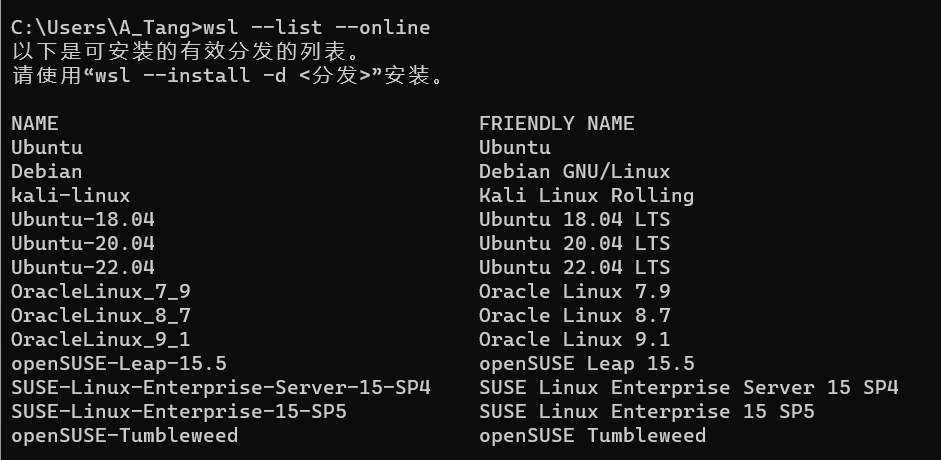 C:\Users\A_Tang>wsl --list --online
以下是可安装的有效分发的列表。
请使用“wsl --install -d <分发>”安装。
NAME                                   FRIENDLY NAME
Ubuntu                                 Ubuntu
Debian                                 Debian GNU/Linux
kali-linux                             Kali Linux Rolling
Ubuntu-18.04                           Ubuntu 18.04 LTS
Ubuntu-20.04                           Ubuntu 20.04 LTS
Ubuntu-22.04                           Ubuntu 22.04 LTS
OracleLinux_7_9                        Oracle Linux 7.9
OracleLinux_8_7                        Oracle Linux 8.7
OracleLinux_9_1                        Oracle Linux 9.1
openSUSE-Leap-15.5                     openSUSE Leap 15.5
SUSE-Linux-Enterprise-Server-15-SP4    SUSE Linux Enterprise Server 15 SP4
SUSE-Linux-Enterprise-15-SP5           SUSE Linux Enterprise 15 SP5
openSUSE-Tumbleweed                    openSUSE Tumbleweed